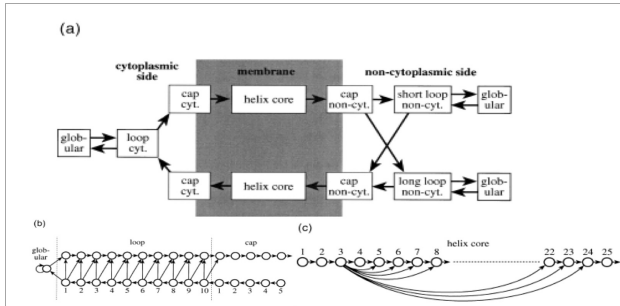 (a)
cytoplasmic
side
membrane
non-cytoplasmic side
cap
cyt.
helix core
cap
non-cyt.
short loop
non-cyt.
glob-
ular
glob-
ular
loop
cyt.
cap
cyt.
helix core
cap
non-cyt.
long loop
non-cyt.
glob-
ular
(b)
glob-
ular
loop
cap
1 2 3 4 5 6 7 8 9 10 1 2 3 4 5
(c)
helix core
1 2 3 4 5 6 7 8 22 23 24 25